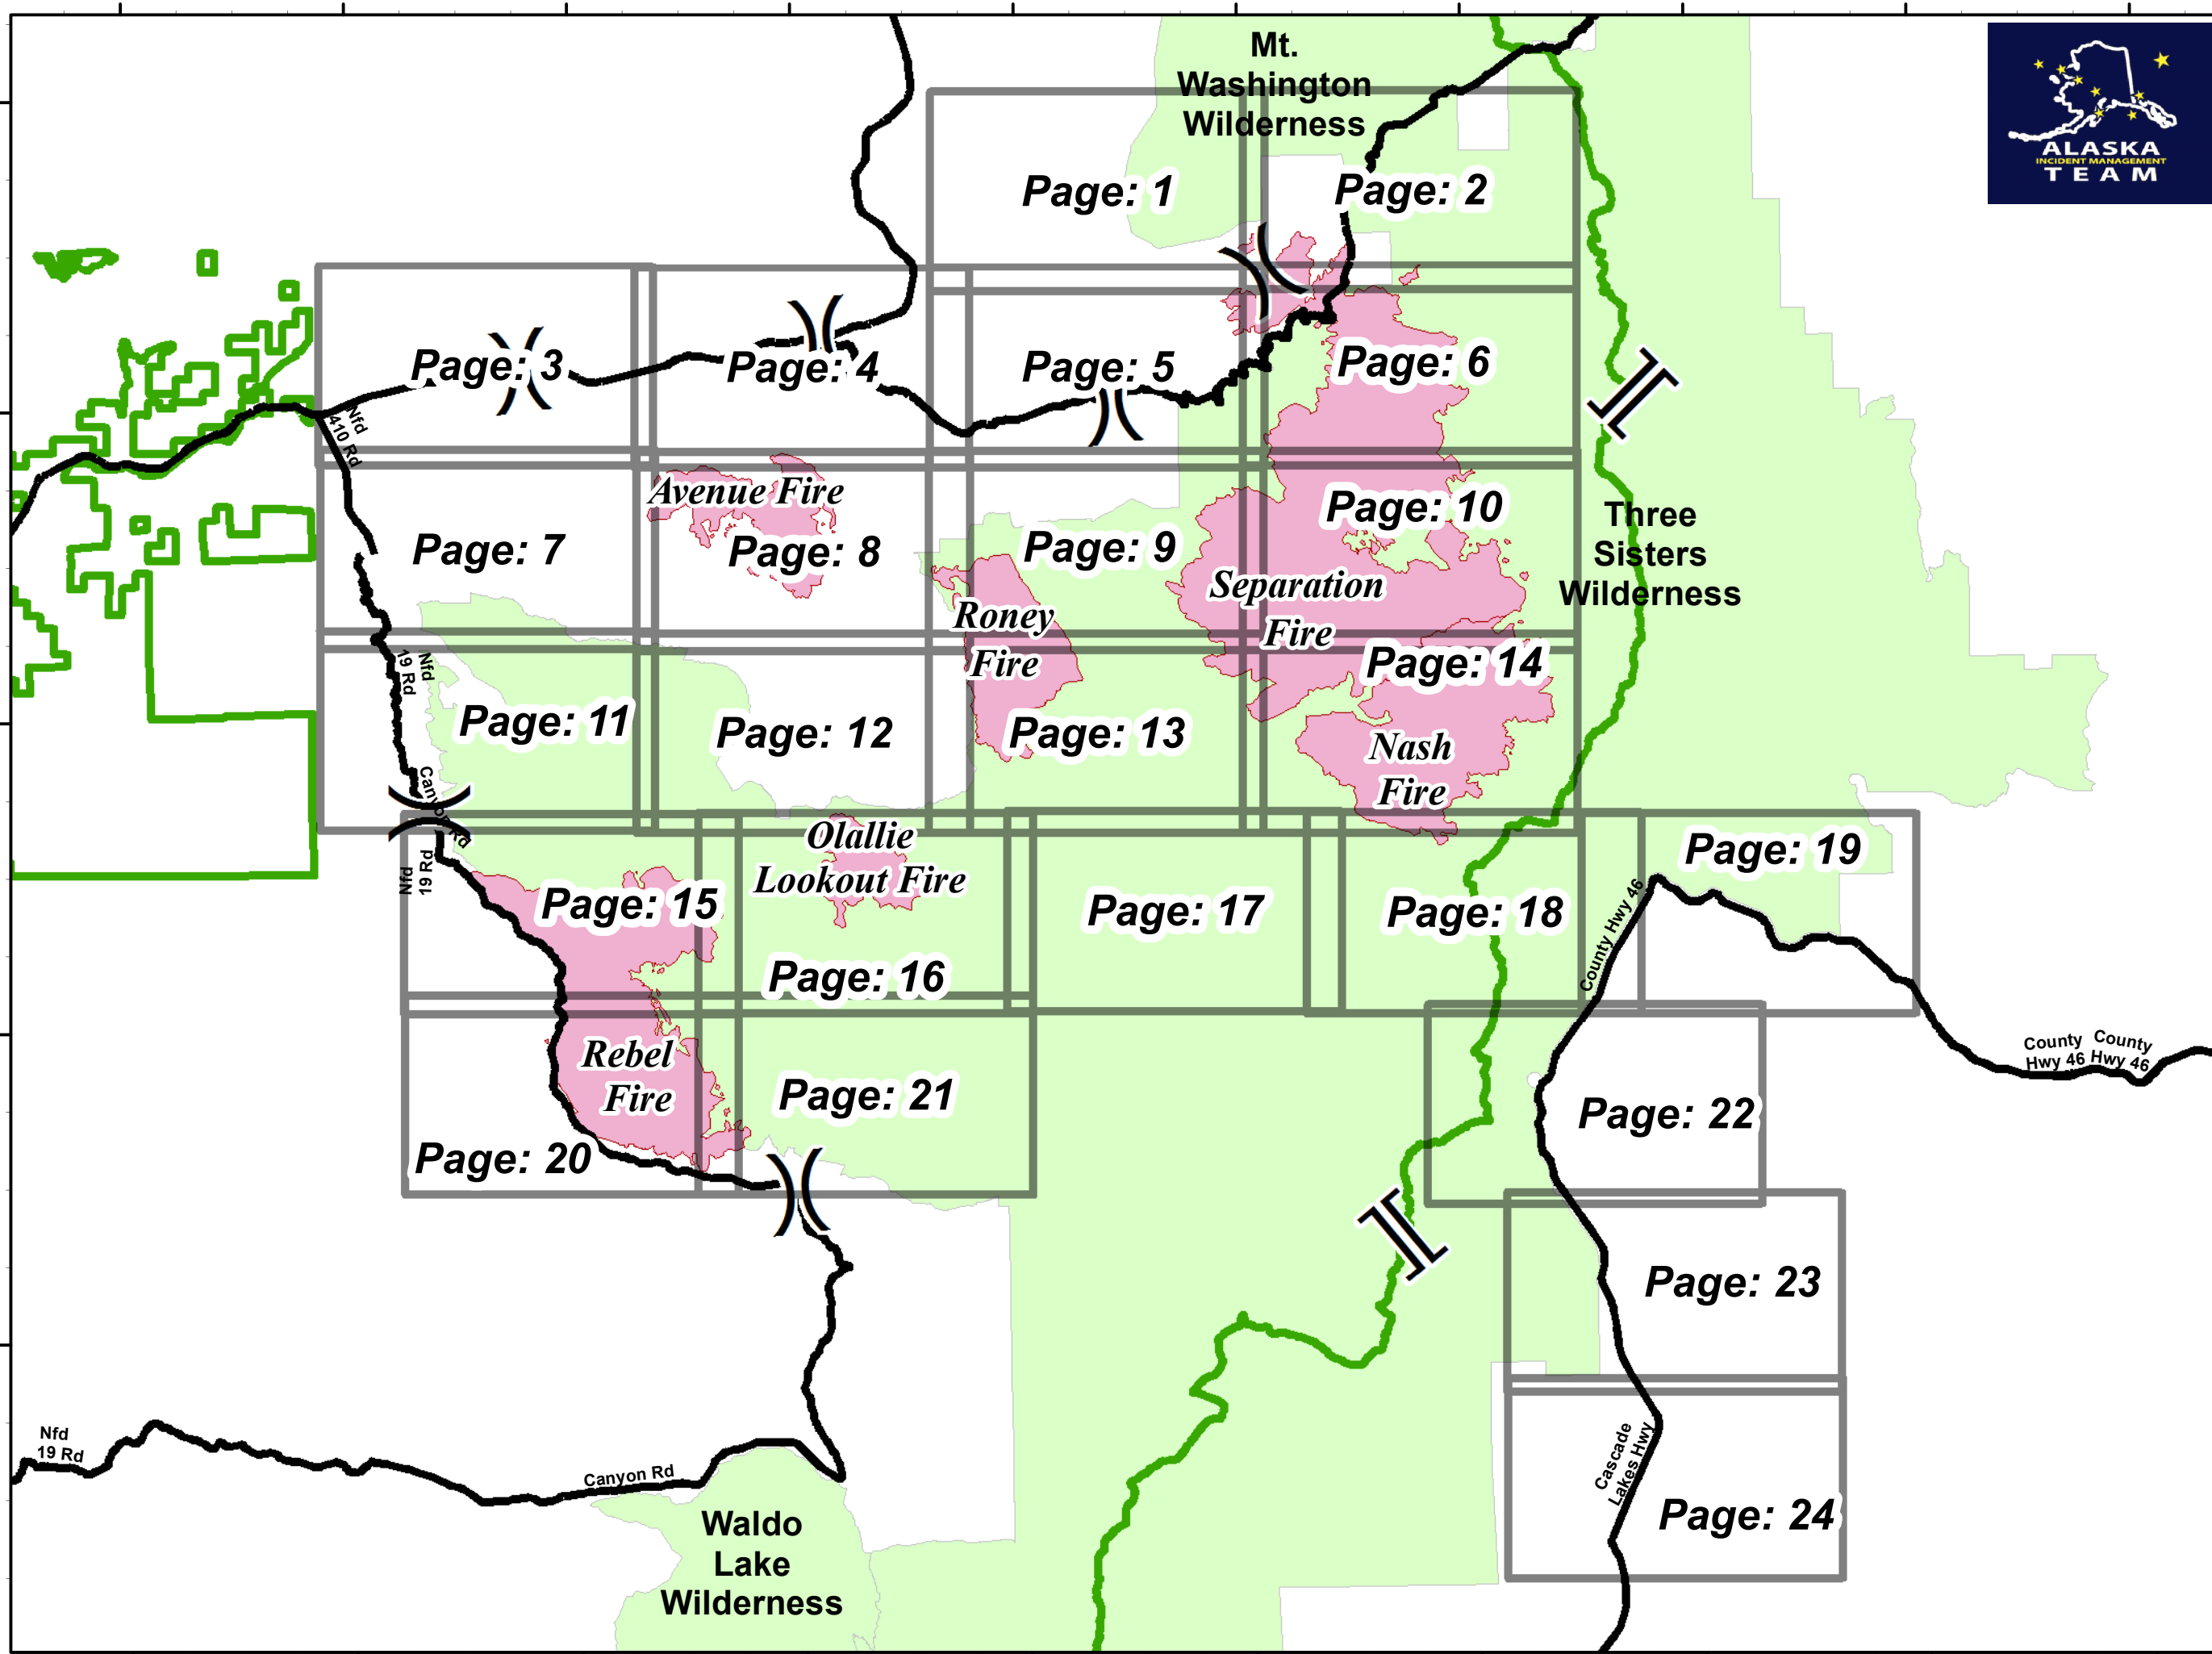 Mt.
Washington
Wilderness
ALASKA
INCIDENT MANAGEMENT
TEAM
Page: 1
Page: 2
Page: 3
Page: 4
Page: 5
Page: 6
Nfd
410 Rd
Avenue Fire
Page: 7
Page: 8
Page: 9
Page: 10
Three
Sisters
Wilderness
Separation
Fire
Roney
Fire
Nfd
19 Rd
Page: 11
Page: 12
Page: 13
Page: 14
Nash
Fire
Canyon Rd
Nfd
19 Rd
Olallie
Lookout Fire
Page: 15
Page: 16
Page: 17
Page: 18
Page: 19
County Hwy 46
County
Hwy 46
County
Hwy 46
Rebel
Fire
Page: 20
Page: 21
Page: 22
Page: 23
Nfd
19 Rd
Canyon Rd
Cascade
Lakes Hwy
Page: 24
Waldo
Lake
Wilderness